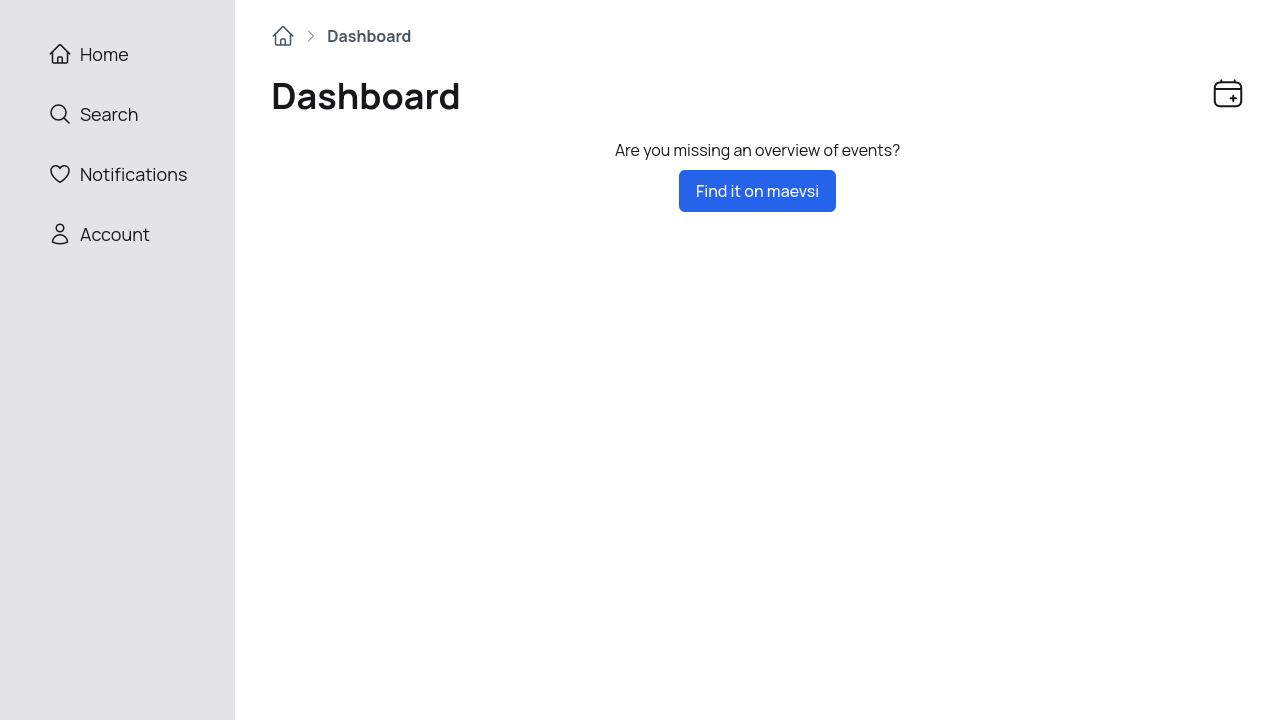 Home
Search
Notifications
Account
Dashboard
Dashboard
Are you missing an overview of events?
Find it on maevsi